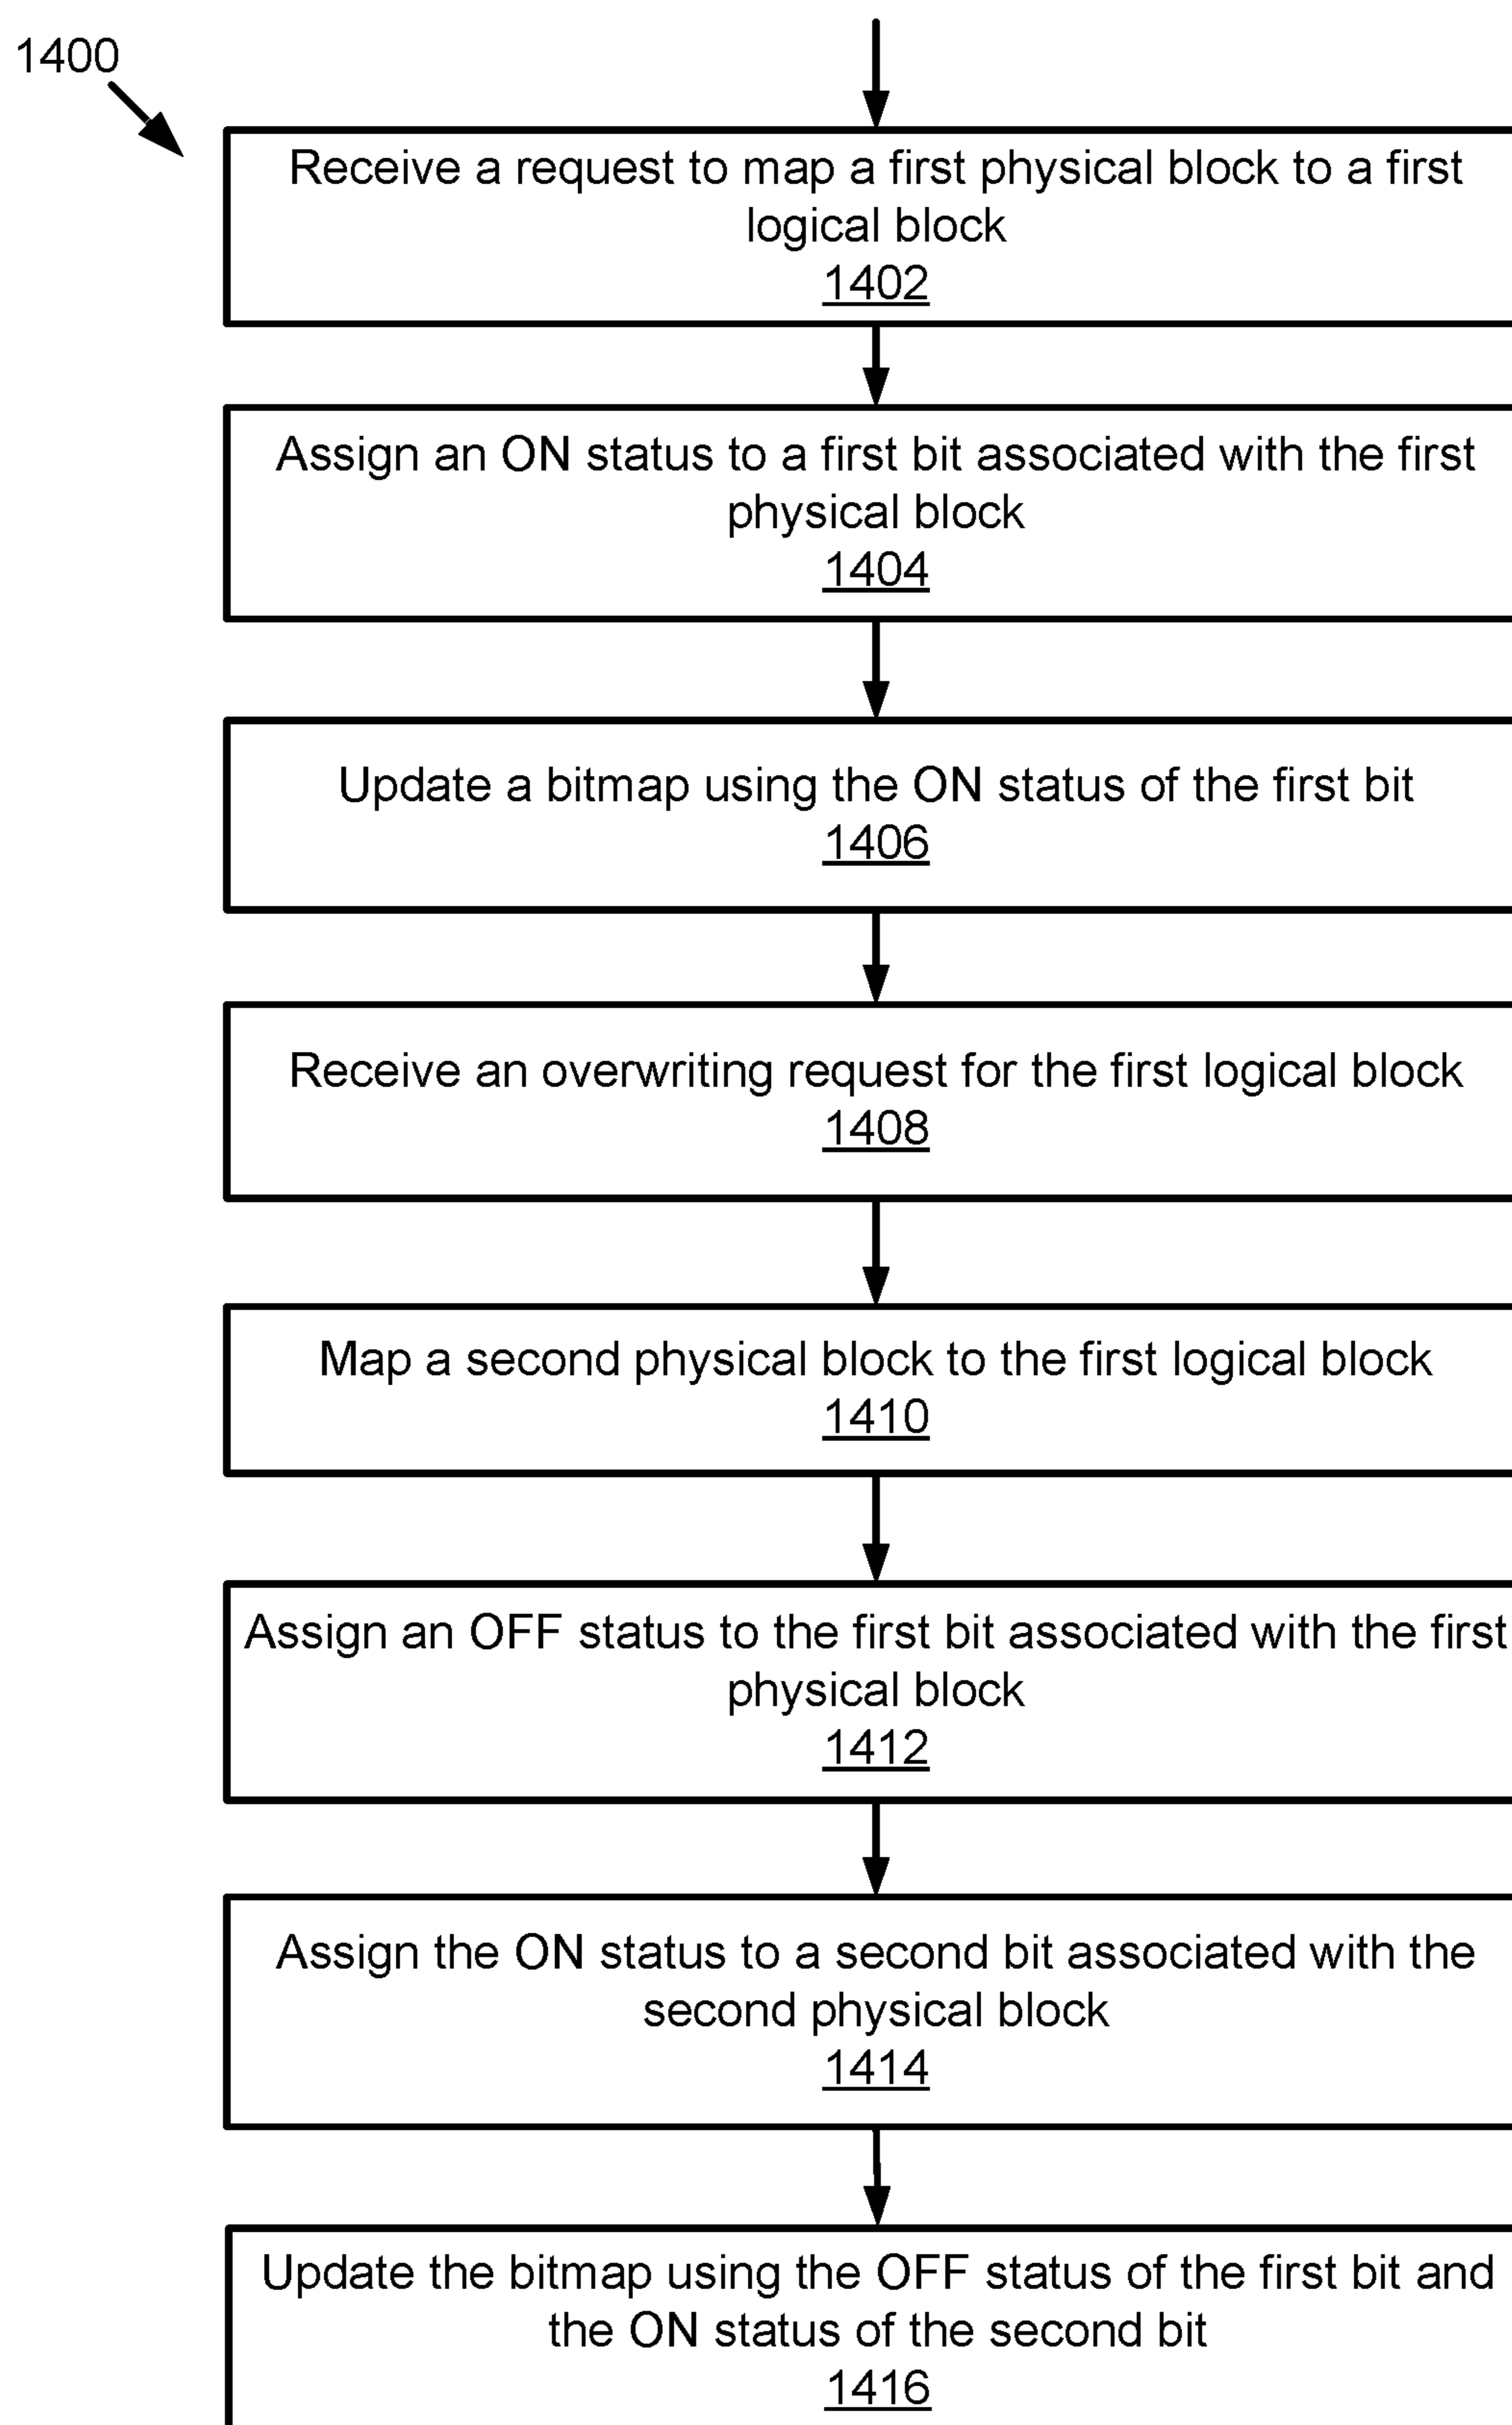 1400
Receive a request to map a first physical block to a first
logical block
1402
Assign an ON status to a first bit associated with the first
physical block
1404
Update a bitmap using the ON status of the first bit
1406
Receive an overwriting request for the first logical block
1408
Map a second physical block to the first logical block
1410
Assign an OFF status to the first bit associated with the first
physical block
1412
Assign the ON status to a second bit associated with the
second physical block
1414
Update the bitmap using the OFF status of the first bit and
the ON status of the second bit
1416